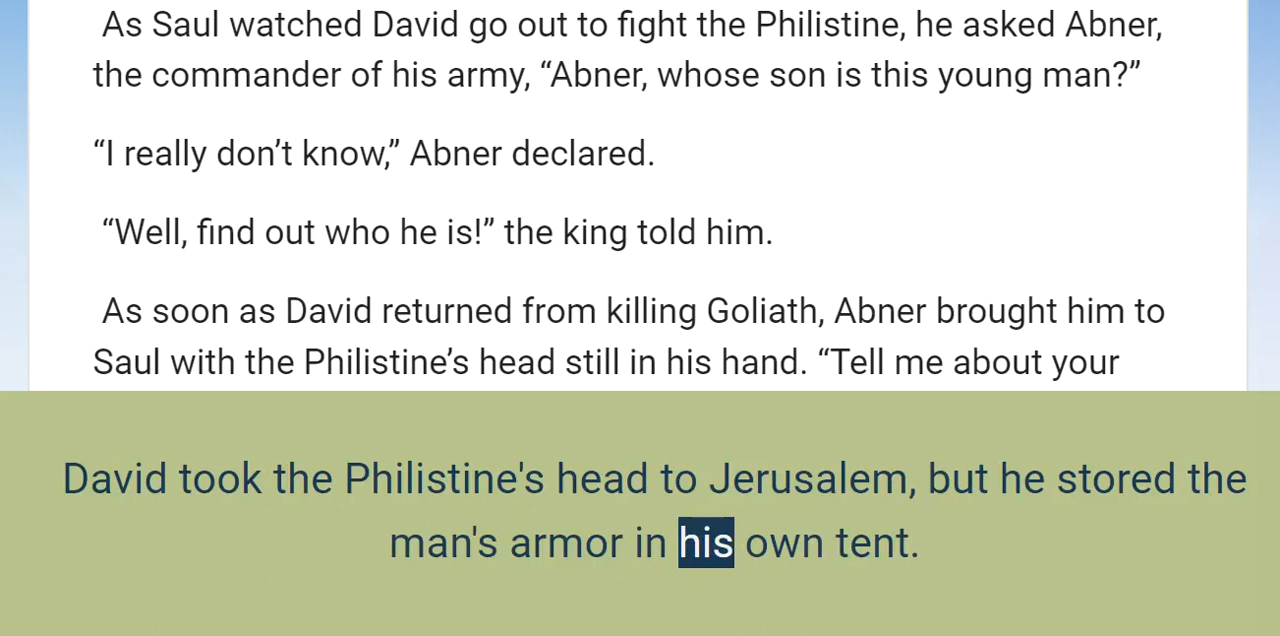 As Saul watched David go out to fight the Philistine, he asked Abner,
the commander of his army, “Abner, whose son is this young man?”
“I really don’t know,” Abner declared.
“Well, find out who he is!” the king told him.
As soon as David returned from killing Goliath, Abner brought him to
Saul with the Philistine’s head still in his hand. “Tell me about your
David took the Philistine's head to Jerusalem, but he stored the
man's armor in his own tent.